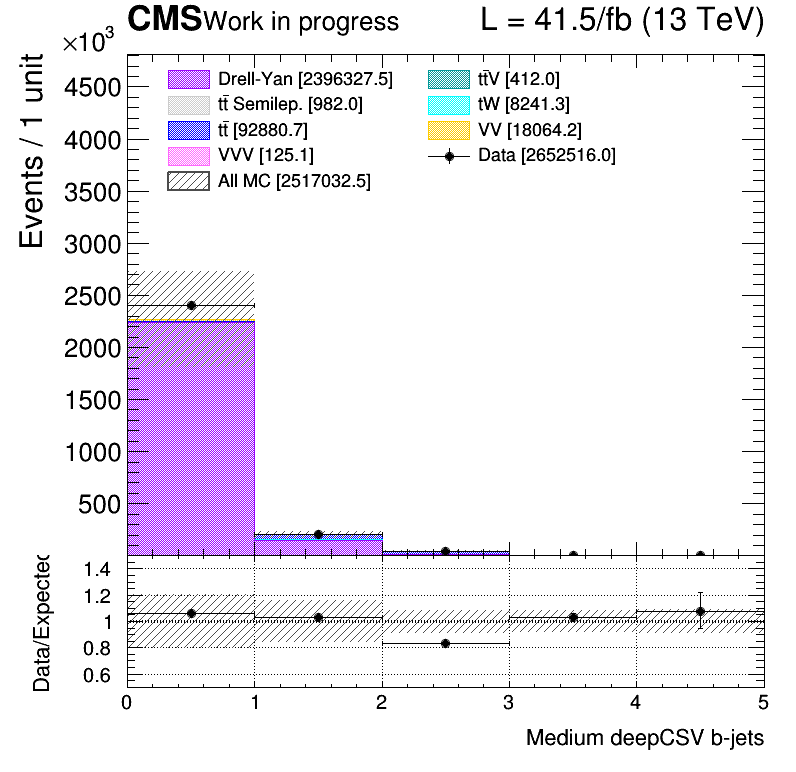 CMS Work in progress L = 41.5/fb (13 TeV)
×10³
Events / 1 unit
4500
4000
3500
3000
2500
2000
1500
1000
500
Drell-Yan [2396327.5]
tt̄ Semilep. [982.0]
tt̄ [92880.7]
VVV [125.1]
All MC [2517032.5]
tt̄V [412.0]
tW [8241.3]
VV [18064.2]
Data [2652516.0]
Data/Expected
1.4
1.2
1
0.8
0.6
0 1 2 3 4 5
Medium deepCSV b-jets